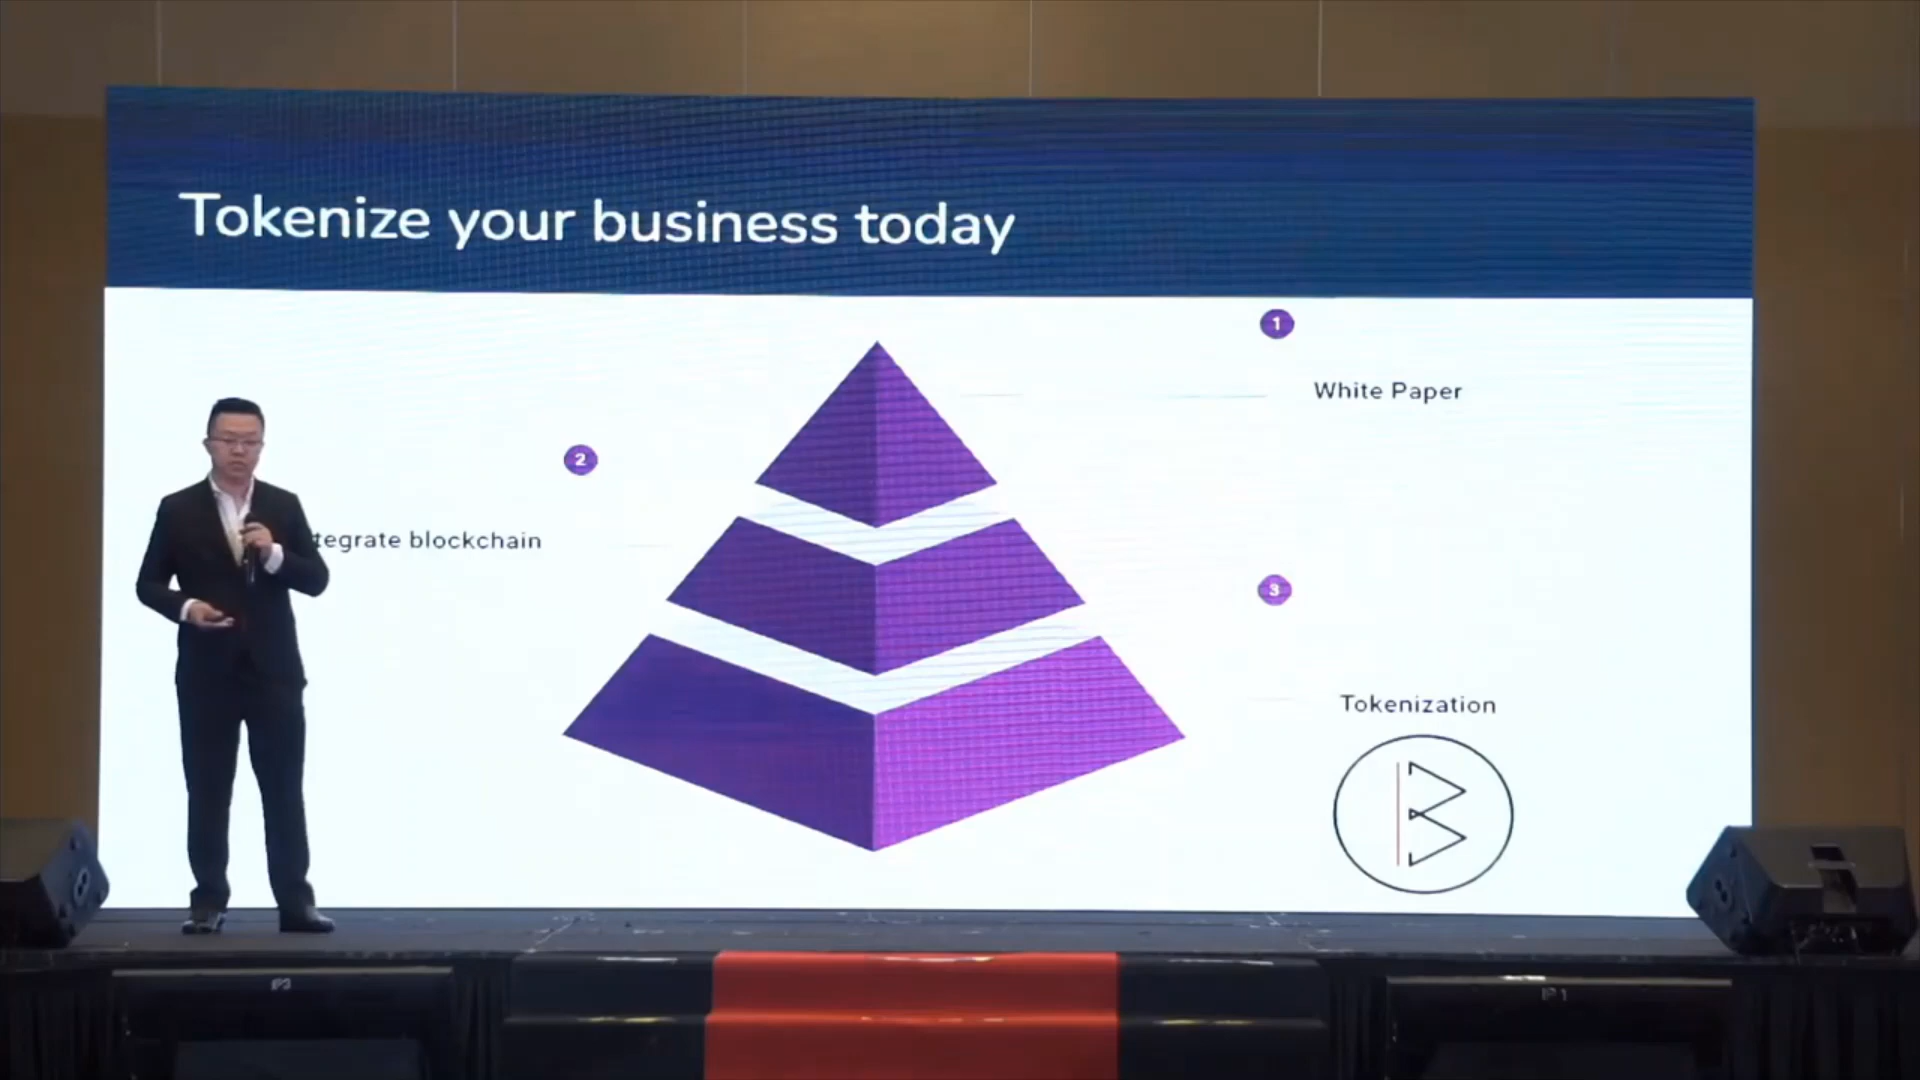 Tokenize your business today
1
White Paper
2
tegrate blockchain
3
Tokenization